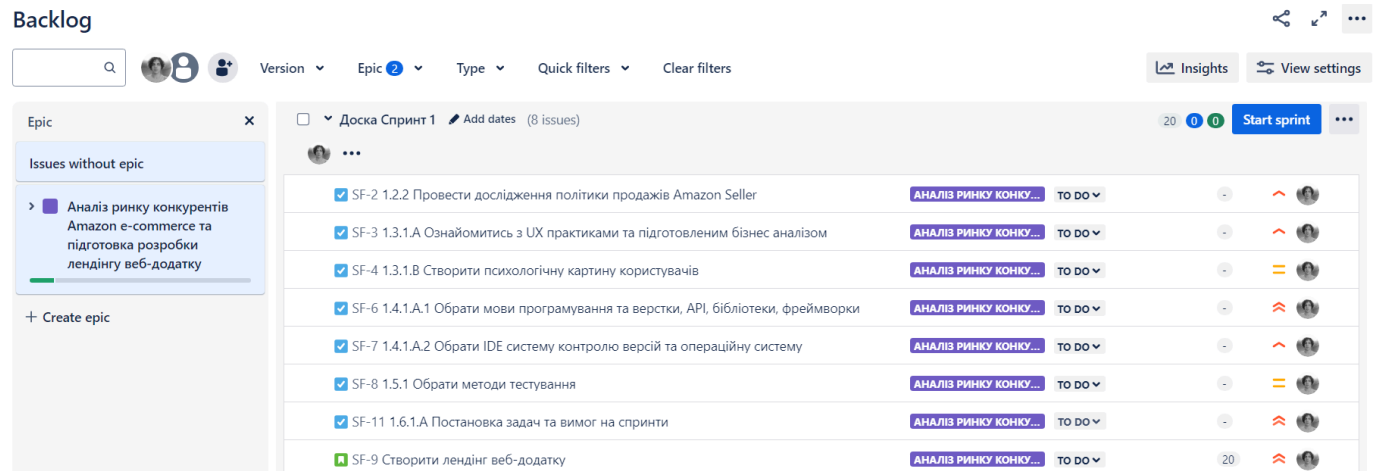 Backlog
Version Epic 2 Type Quick filters Clear filters Insights View settings
Epic
Issues without epic
Аналіз ринку конкурентів
Amazon e-commerce та
підготовка розробки
лендінгу веб-додатку
+ Create epic
Доска Спринт 1 Add dates (8 issues) 20 0 0 Start sprint
SF-2 1.2.2 Провести дослідження політики продажів Amazon Seller АНАЛІЗ РИНКУ КОНКУ... TO DO -
SF-3 1.3.1.A Ознайомитись з UX практиками та підготовленим бізнес аналізом АНАЛІЗ РИНКУ КОНКУ... TO DO -
SF-4 1.3.1.B Створити психологічну картину користувачів АНАЛІЗ РИНКУ КОНКУ... TO DO -
SF-6 1.4.1.A.1 Обрати мови програмування та верстки, API, бібліотеки, фреймворки АНАЛІЗ РИНКУ КОНКУ... TO DO -
SF-7 1.4.1.A.2 Обрати IDE систему контролю версій та операційну систему АНАЛІЗ РИНКУ КОНКУ... TO DO -
SF-8 1.5.1 Обрати методи тестування АНАЛІЗ РИНКУ КОНКУ... TO DO -
SF-11 1.6.1.A Постановка задач та вимог на спринти АНАЛІЗ РИНКУ КОНКУ... TO DO -
SF-9 Створити лендінг веб-додатку АНАЛІЗ РИНКУ КОНКУ... TO DO 20